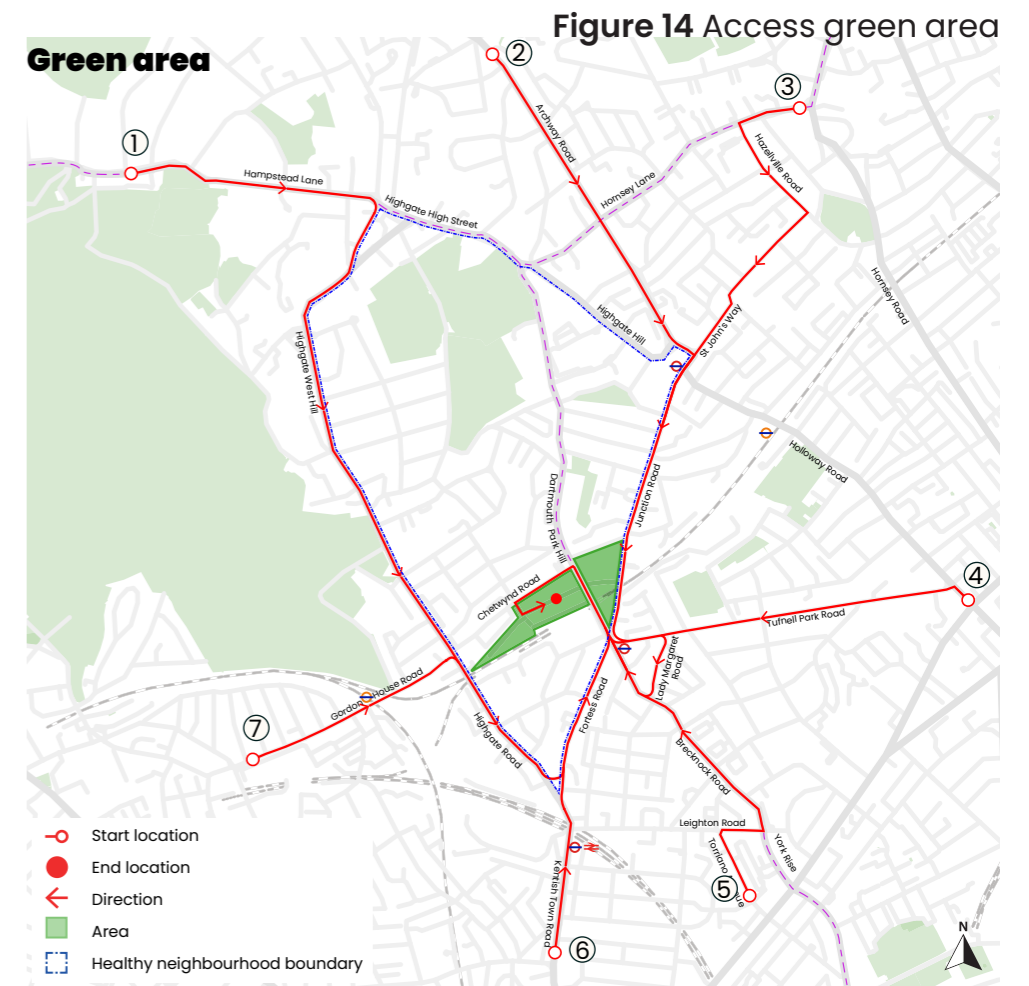 Figure 14 Access green area
Green area
②
③
①
Archway Road
Hazellville Road
Hampstead Lane
Hornsey Lane
Highgate High Street
Hornsey Road
Highgate Hill
St John's Way
Highgate West Hill
Holloway Road
Junction Road
Dartmouth Park Hill
④
Chetwynd Road
Tufnell Park Road
Lady Margaret
Road
Gordon House Road
Fortess Road
⑦
Highgate Road
Brecknock Road
Leighton Road
York Rise
Torriano
⑤
Kentish Town Road
⑥
N
Start location
End location
Direction
Area
Healthy neighbourhood boundary